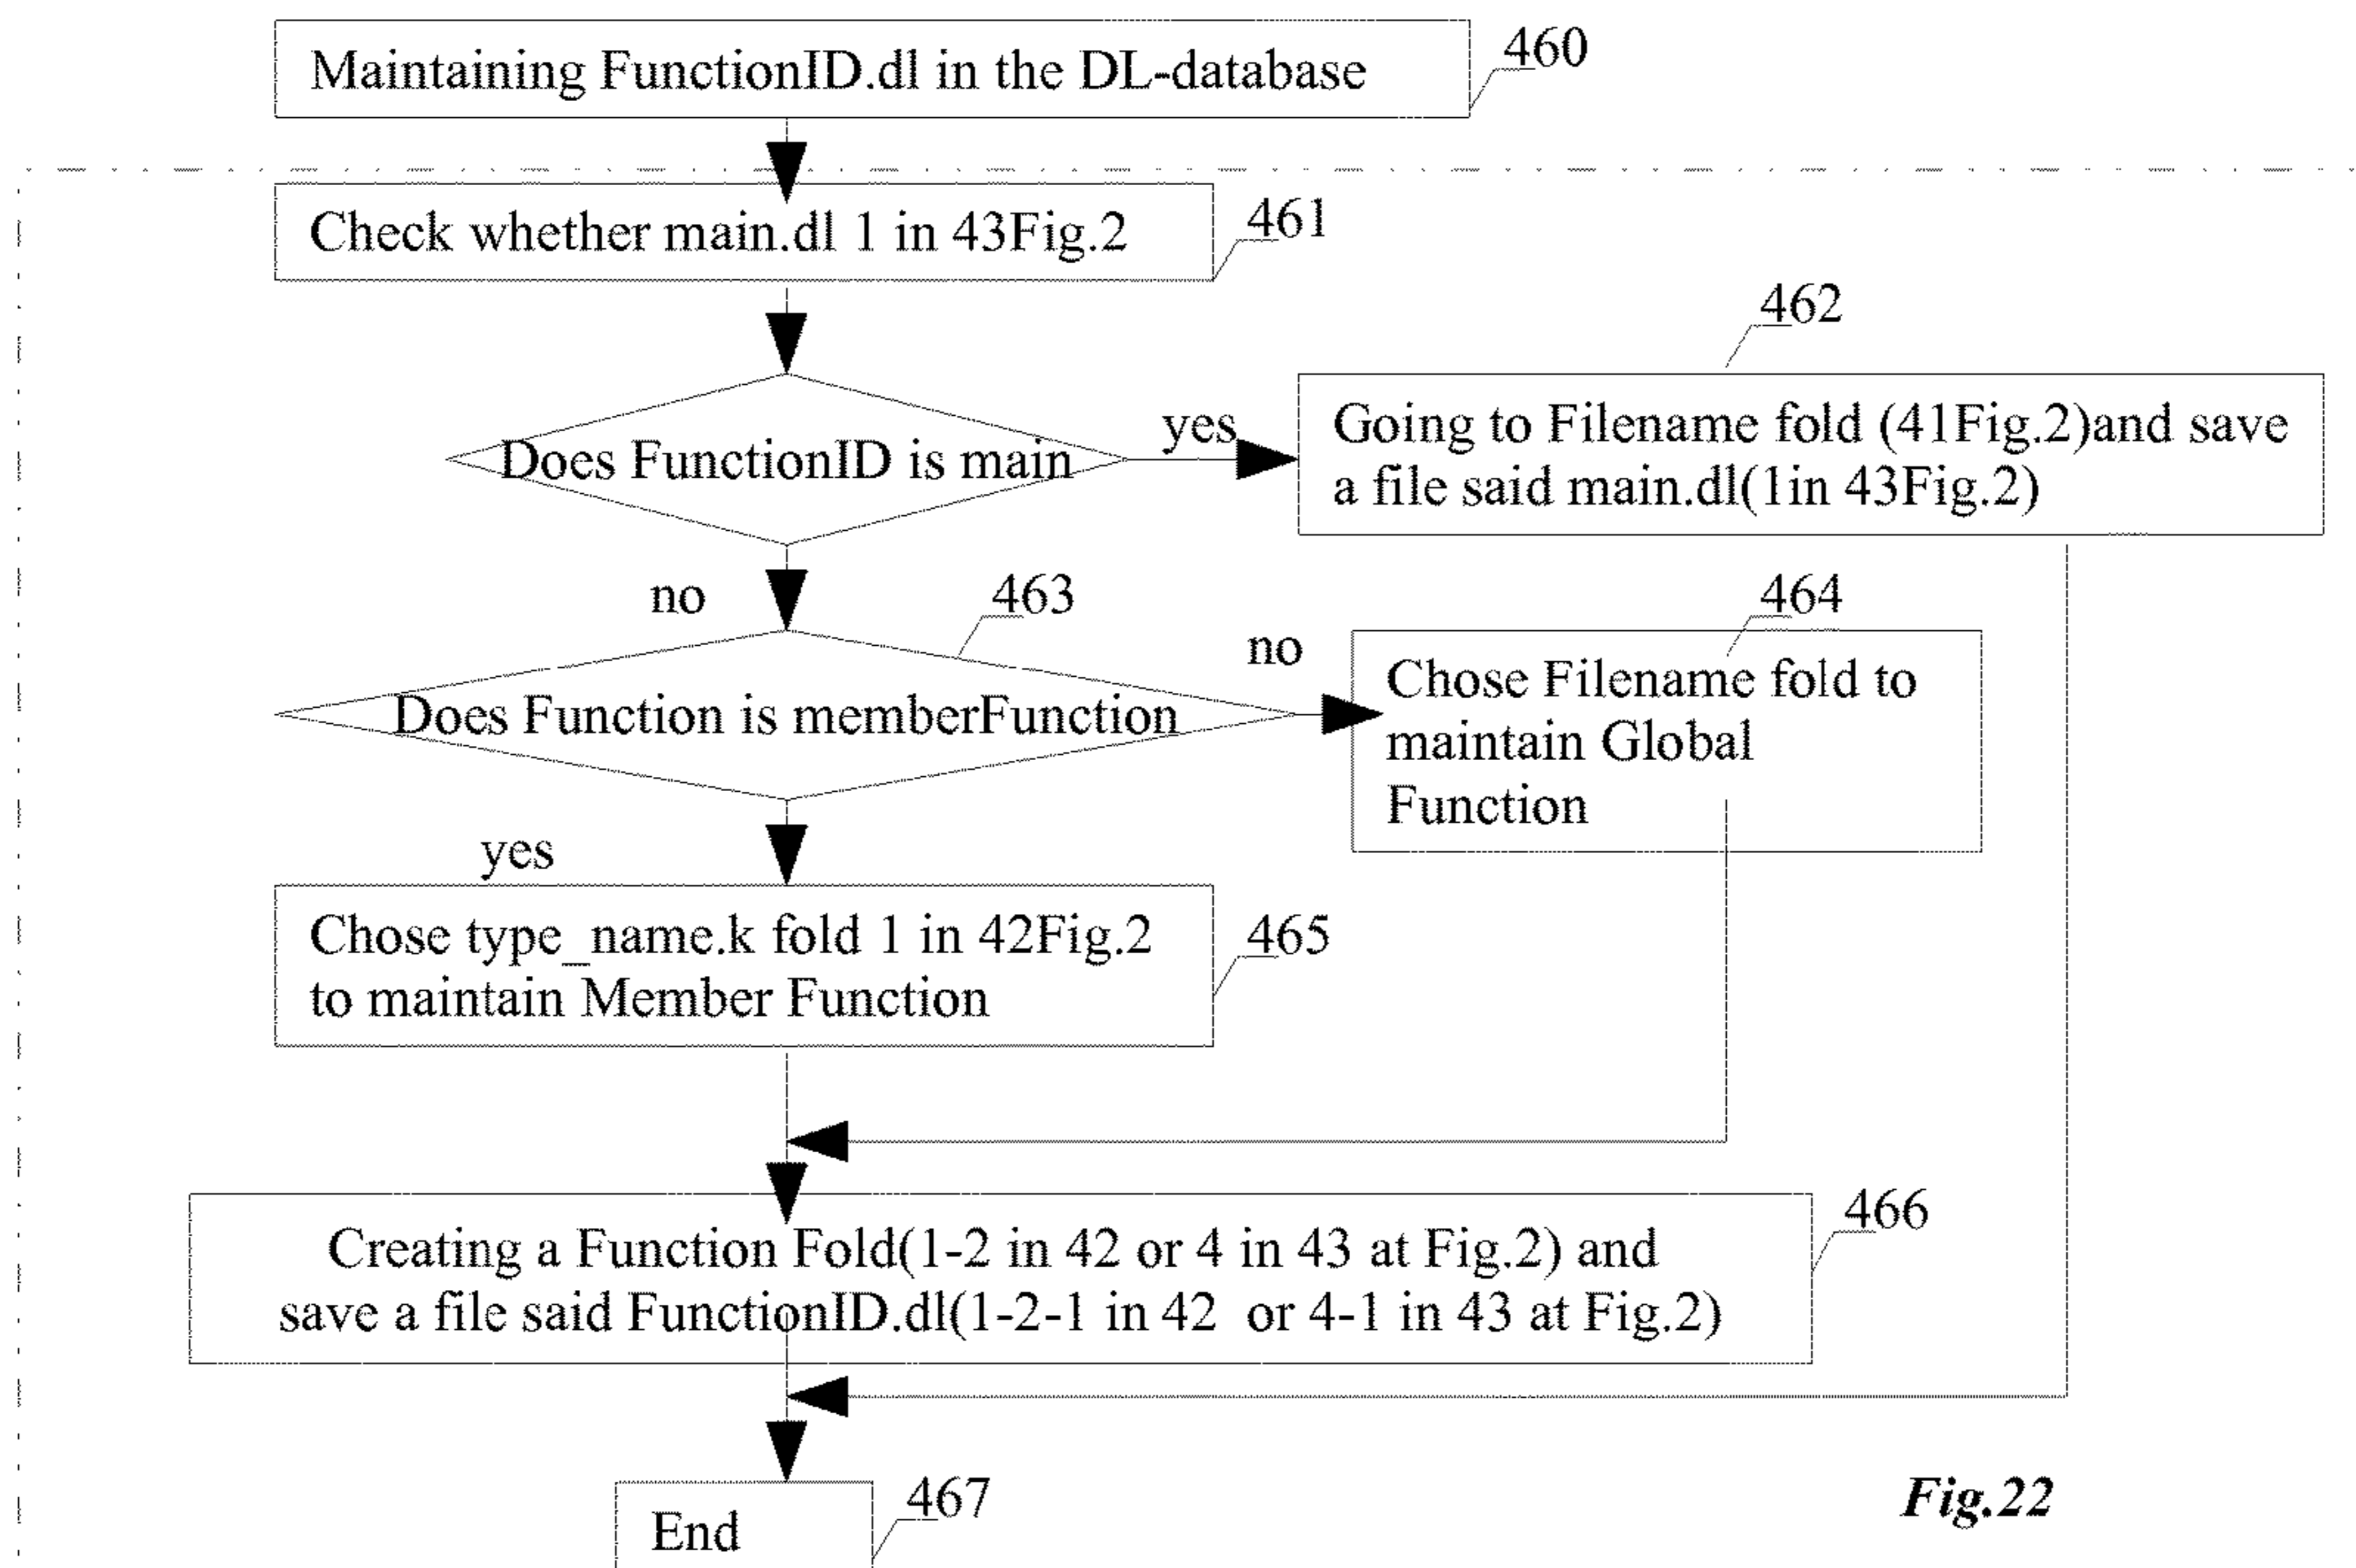 Maintaining FunctionID.dl in the DL-database
460
Check whether main.dl 1 in 43Fig.2
461
462
Does FunctionID is main
yes
Going to Filename fold (41Fig.2)and save
a file said main.dl(1in 43Fig.2)
no
463
464
Does Function is memberFunction
no
Chose Filename fold to
maintain Global
Function
yes
Chose type_name.k fold 1 in 42Fig.2
to maintain Member Function
465
466
Creating a Function Fold(1-2 in 42 or 4 in 43 at Fig.2) and
save a file said FunctionID.dl(1-2-1 in 42 or 4-1 in 43 at Fig.2)
End
467
Fig.22